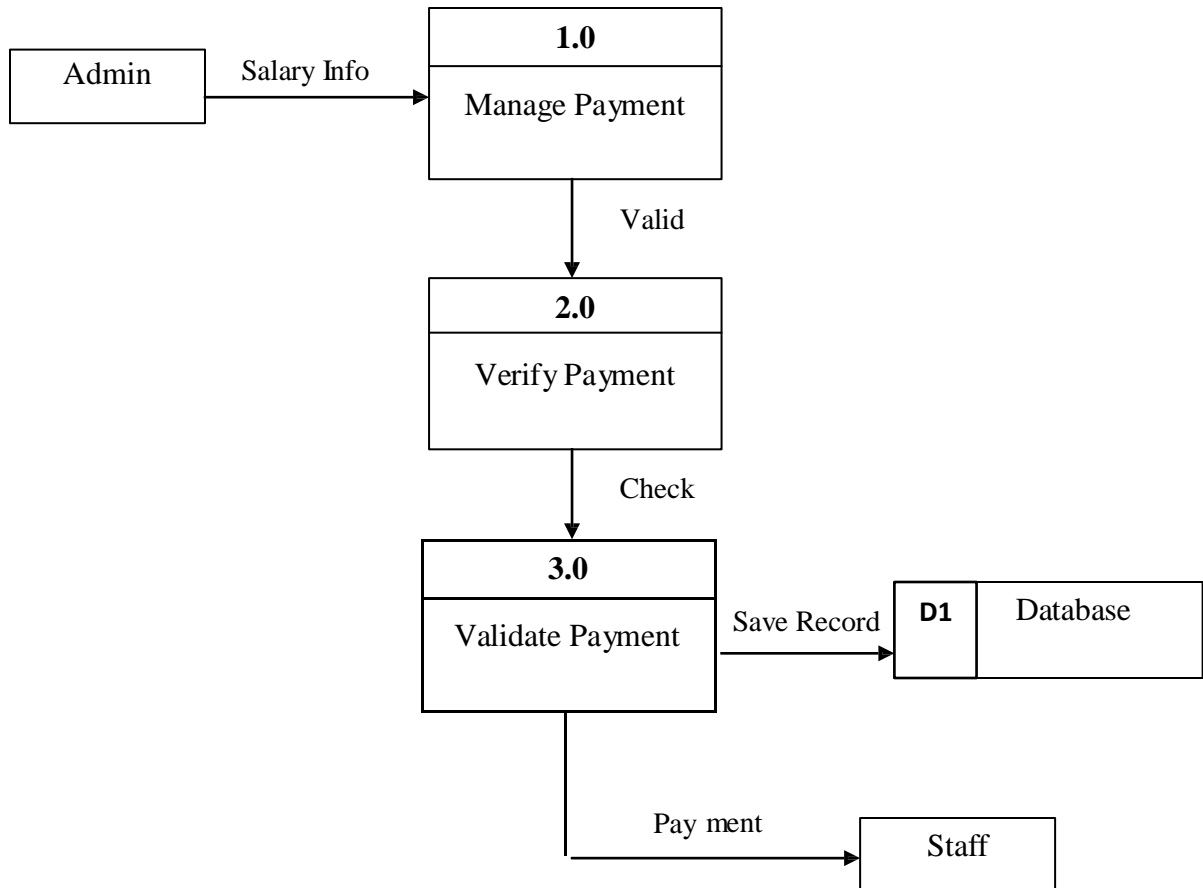 1.0
Admin
Salary Info
Manage Payment
Valid
2.0
Verify Payment
Check
3.0
Validate Payment
Save Record
D1
Database
Pay ment
Staff